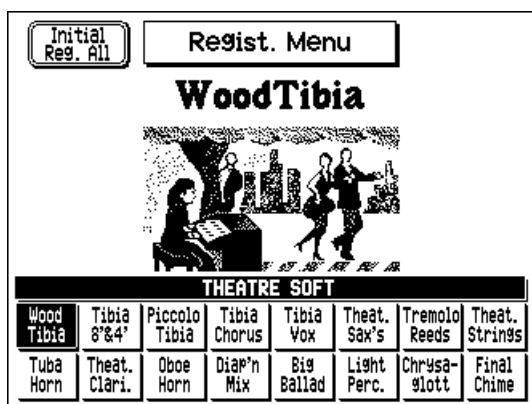 Initial
Reg. All
Regist. Menu
WoodTibia
THEATRE SOFT
Wood Tibia
Tibia 8'&4'
Piccolo Tibia
Tibia Chorus
Tibia Vox
Theat. Sax's
Tremolo Reeds
Theat. Strings
Tuba Horn
Theat. Clari.
Oboe Horn
Diap'n Mix
Big Ballad
Light Perc.
Chrysa-glott
Final Chime